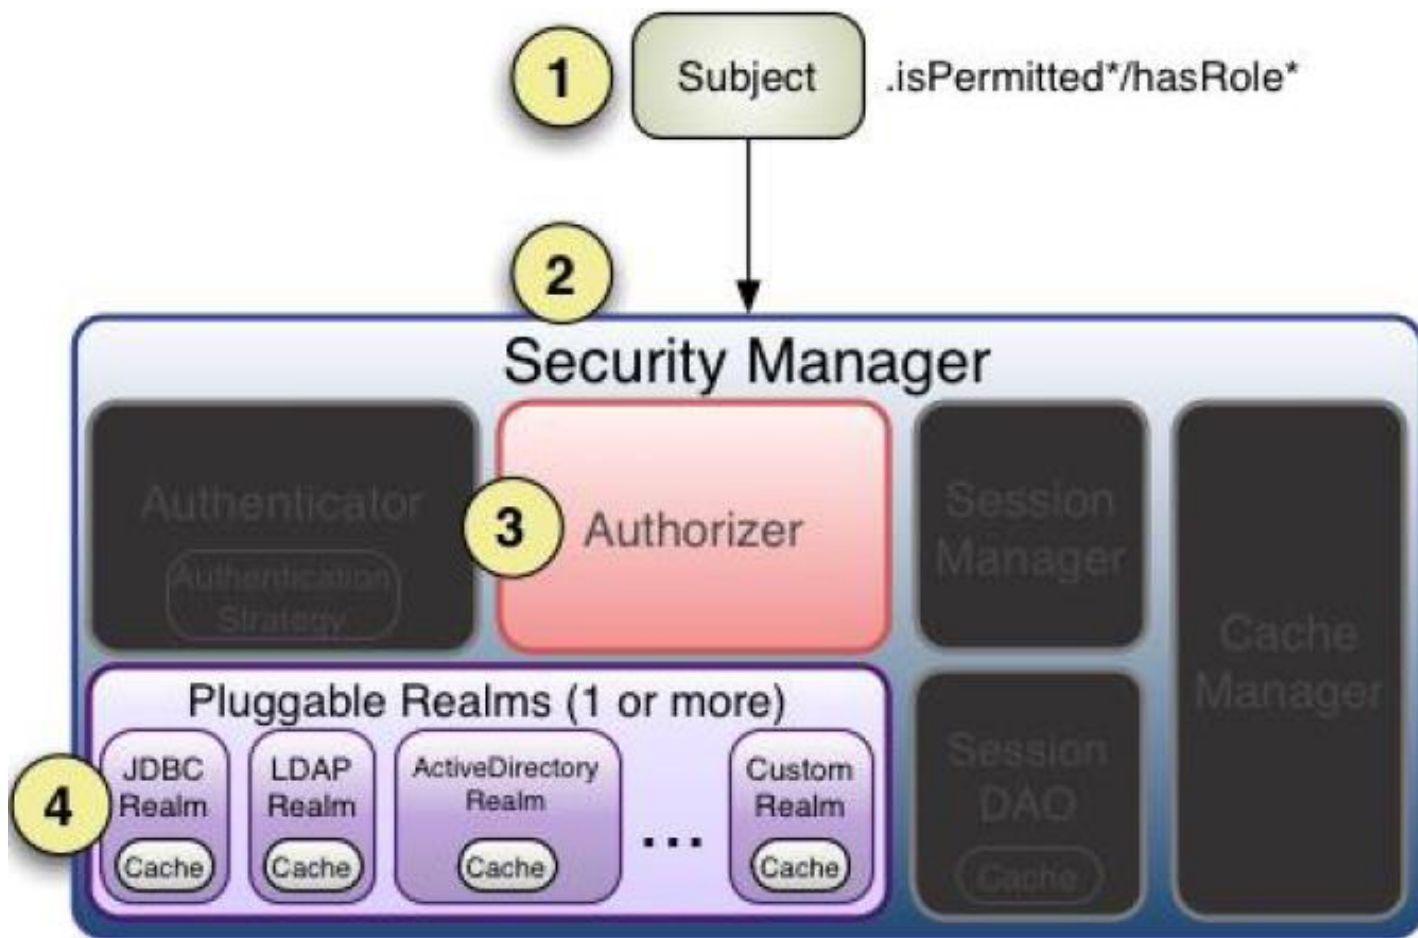 1
Subject
.isPermitted*/hasRole*
2
Security Manager
Authenticator
Authentication
Strategy
3
Authorizer
Session
Manager
Cache
Manager
Pluggable Realms (1 or more)
4
JDBC
Realm
Cache
LDAP
Realm
Cache
ActiveDirectory
Realm
Cache
...
Custom
Realm
Cache
Session
DAO
Cache